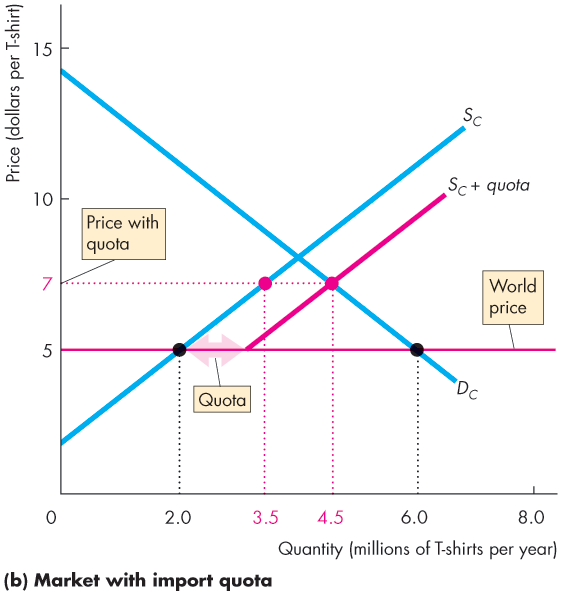 Price (dollars per T-shirt)
15
S_C
S_C + quota
10
Price with
quota
7
World
price
5
Quota
D_C
0 2.0 3.5 4.5 6.0 8.0
Quantity (millions of T-shirts per year)
(b) Market with import quota